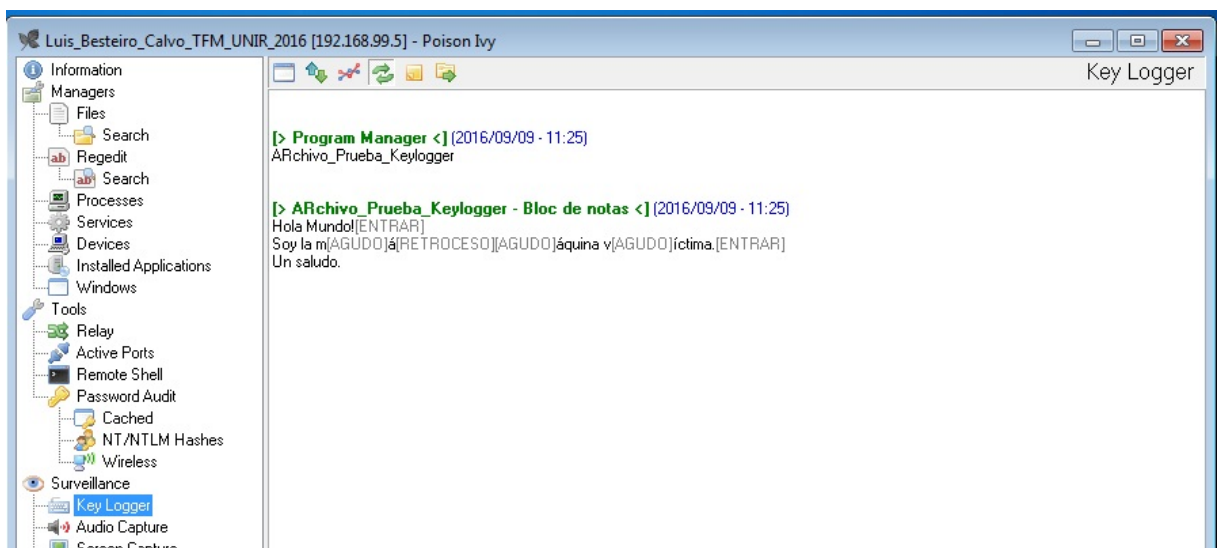 Luis_Besteiro_Calvo_TFM_UNIR_2016 [192.168.99.5] - Poison Ivy
Information
Managers
Files
Search
Regedit
Search
Processes
Services
Devices
Installed Applications
Windows
Tools
Relay
Active Ports
Remote Shell
Password Audit
Cached
NT/NTLM Hashes
Wireless
Surveillance
Key Logger
Audio Capture
Screen Capture
Key Logger
[> Program Manager <] (2016/09/09 - 11:25)
ARchivo_Prueba_Keylogger
[> ARchivo_Prueba_Keylogger - Bloc de notas <] (2016/09/09 - 11:25)
Hola Mundo![ENTRAR]
Soy la m[AGUDO]á[RETROCESO][AGUDO]áquina v[AGUDO]íctima.[ENTRAR]
Un saludo.